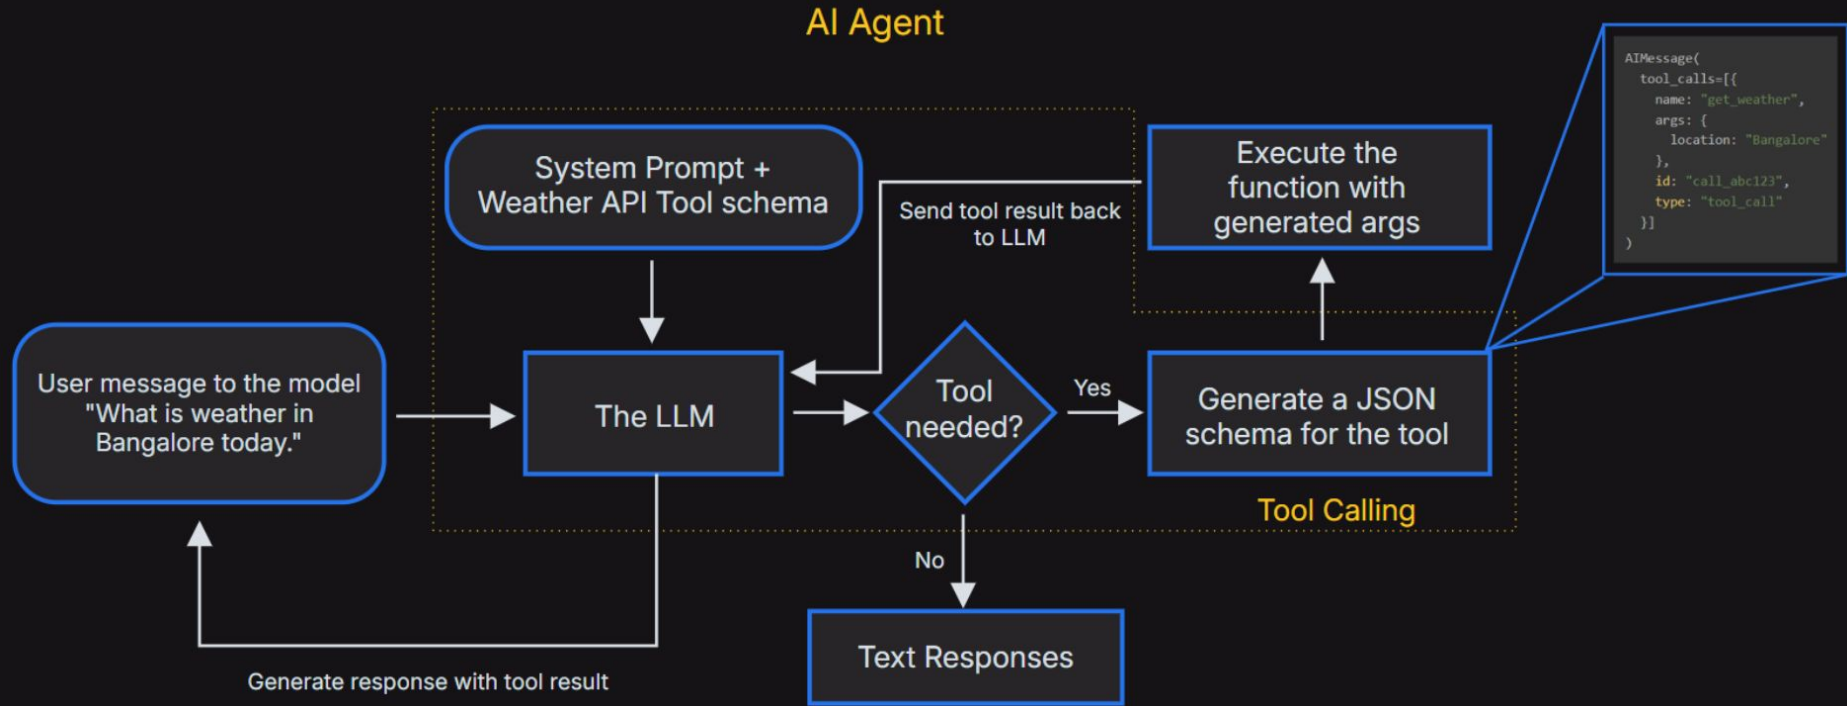 AI Agent
System Prompt +
Weather API Tool schema
Send tool result back
to LLM
Execute the
function with
generated args
AIMessage(
tool_calls=[{
name: "get_weather",
args: {
location: "Bangalore"
},
id: "call_abc123",
type: "tool_call"
}]
)
User message to the model
"What is weather in
Bangalore today."
The LLM
Tool
needed?
Yes
Generate a JSON
schema for the tool
Tool Calling
No
Text Responses
Generate response with tool result